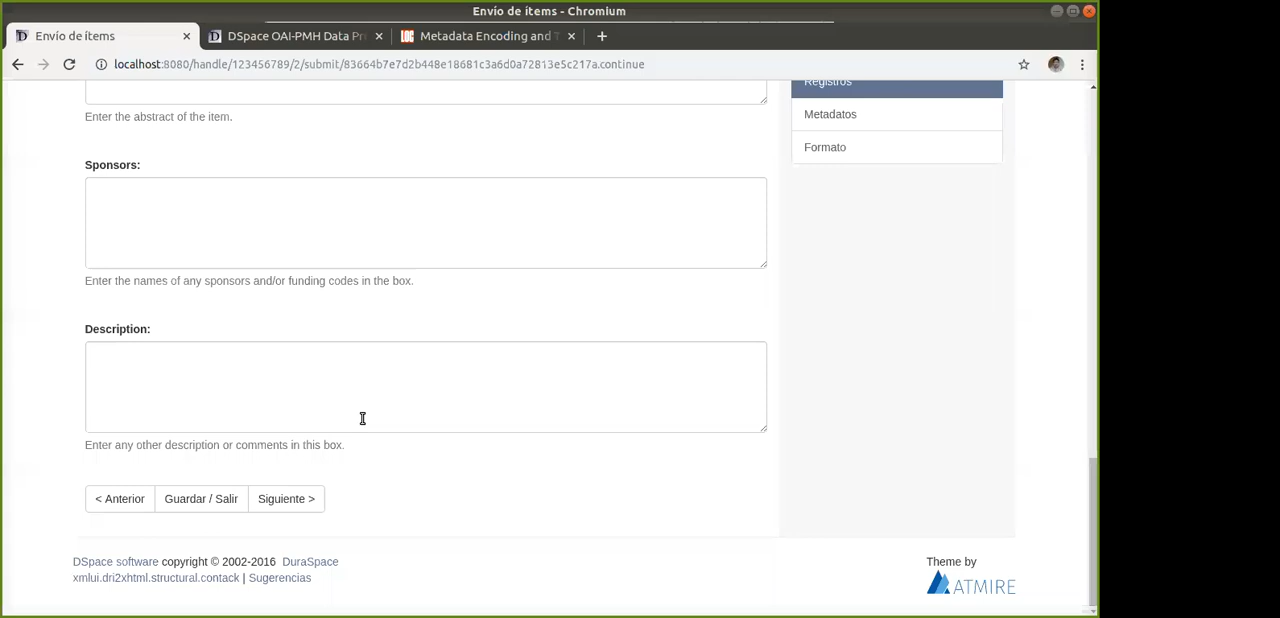 Envío de ítems - Chromium
Envío de ítems
DSpace OAI-PMH Data Pr
Metadata Encoding and T
localhost:8080/handle/123456789/2/submit/83664b7e7d2b448e18681c3a6d0a72813e5c217a.continue
Registros
Enter the abstract of the item.
Metadatos
Formato
Sponsors:
Enter the names of any sponsors and/or funding codes in the box.
Description:
Enter any other description or comments in this box.
< Anterior Guardar / Salir Siguiente >
DSpace software copyright © 2002-2016 DuraSpace
xmlui.dri2xhtml.structural.contack | Sugerencias
Theme by
ATMIRE